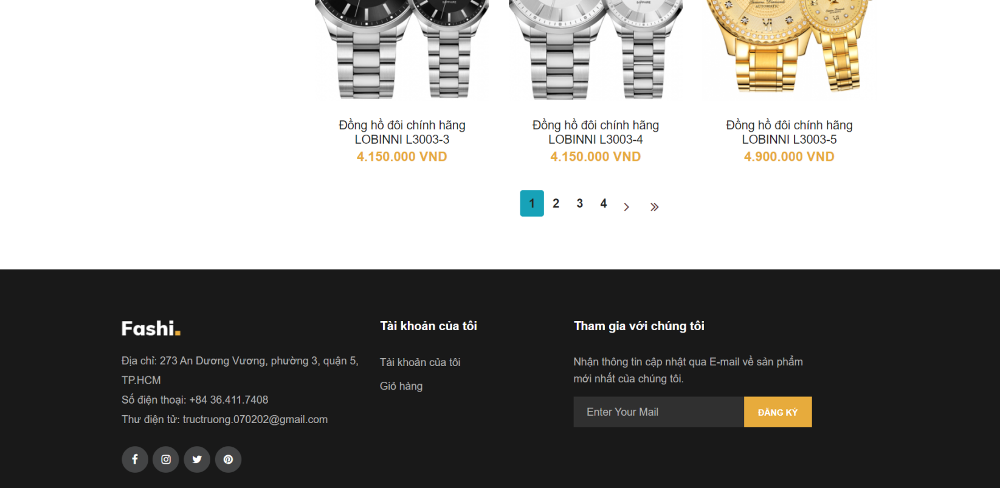 Đồng hồ đôi chính hãng
LOBINNI L3003-3
4.150.000 VND
Đồng hồ đôi chính hãng
LOBINNI L3003-4
4.150.000 VND
Đồng hồ đôi chính hãng
LOBINNI L3003-5
4.900.000 VND
1 2 3 4 › »
Fashi.
Địa chỉ: 273 An Dương Vương, phường 3, quận 5,
TP.HCM
Số điện thoại: +84 36.411.7408
Thư điện tử: tructruong.070202@gmail.com
Tài khoản của tôi
Tài khoản của tôi
Giỏ hàng
Tham gia với chúng tôi
Nhận thông tin cập nhật qua E-mail về sản phẩm
mới nhất của chúng tôi.
Enter Your Mail
ĐĂNG KÝ